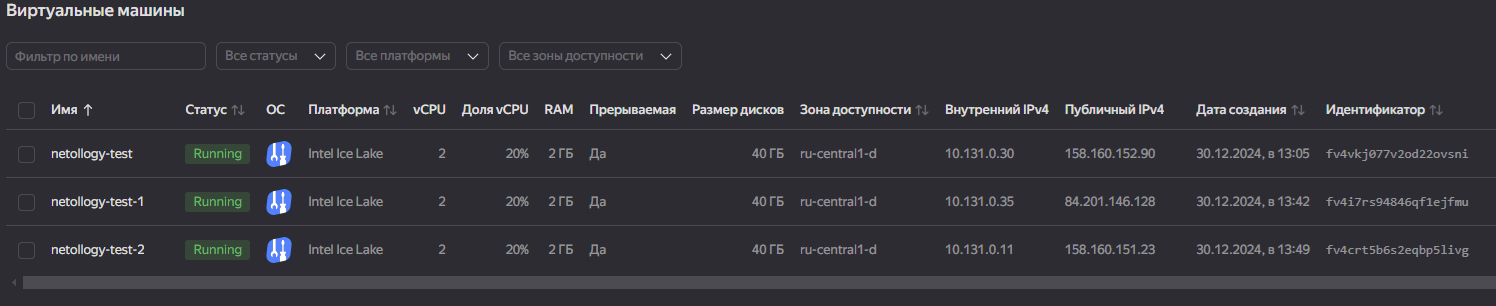 Виртуальные машины
Фильтр по имени Все статусы Все платформы Все зоны доступности
Имя Статус ОС Платформа vCPU Доля vCPU RAM Прерываемая Размер дисков Зона доступности Внутренний IPv4 Публичный IPv4 Дата создания Идентификатор
netollogy-test Running Intel Ice Lake 2 20% 2 ГБ Да 40 ГБ ru-central1-d 10.131.0.30 158.160.152.90 30.12.2024, в 13:05 fv4vkj077v2od22ovsni
netollogy-test-1 Running Intel Ice Lake 2 20% 2 ГБ Да 40 ГБ ru-central1-d 10.131.0.35 84.201.146.128 30.12.2024, в 13:42 fv4i7rs94846qf1ejfmu
netollogy-test-2 Running Intel Ice Lake 2 20% 2 ГБ Да 40 ГБ ru-central1-d 10.131.0.11 158.160.151.23 30.12.2024, в 13:49 fv4crt5b6s2eqbp5livg